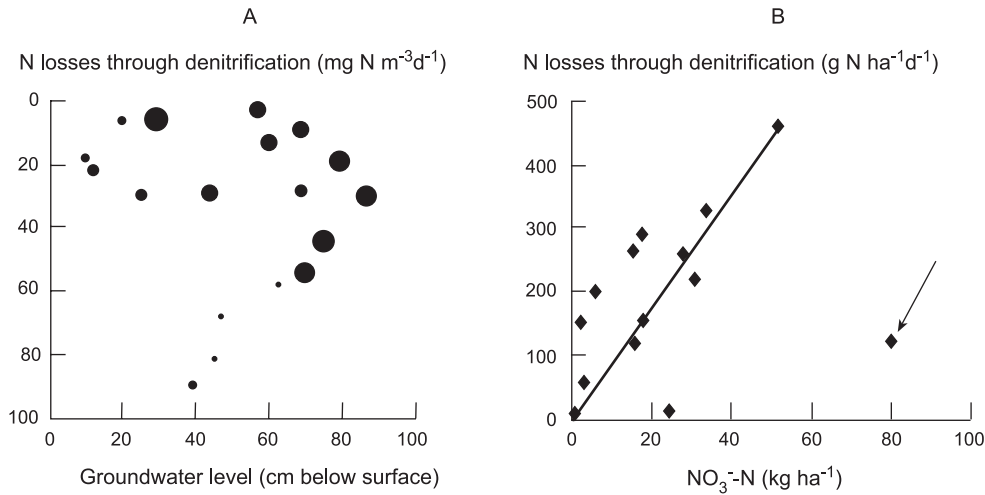 A
N losses through denitrification (mg N m⁻³d⁻¹)
0
20
40
60
80
100
0 20 40 60 80 100
Groundwater level (cm below surface)
B
N losses through denitrification (g N ha⁻¹d⁻¹)
500
400
300
200
100
0
0 20 40 60 80 100
NO₃⁻-N (kg ha⁻¹)